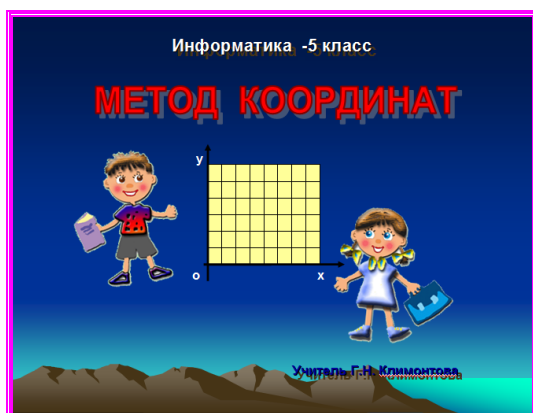 Информатика -5 класс
МЕТОД КООРДИНАТ
y
o
x
Учитель Г.Н. Климонтова